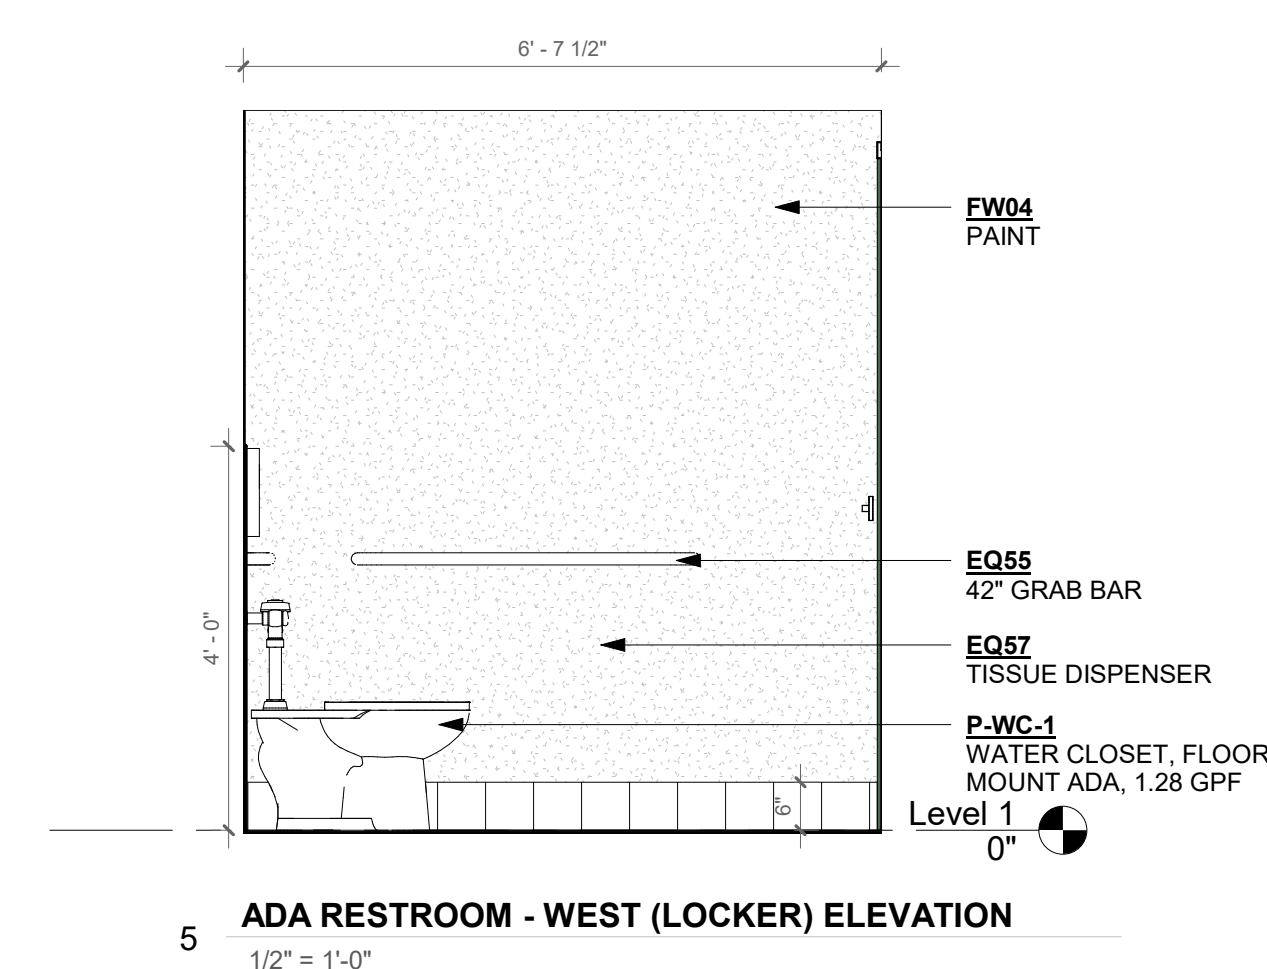 6' - 7 1/2"
FW04
PAINT
EQ55
42" GRAB BAR
4' - 0"
EQ57
TISSUE DISPENSER
P-WC-1
WATER CLOSET, FLOOR
MOUNT ADA, 1.28 GPF
6"
Level 1
0"
ADA RESTROOM - WEST (LOCKER) ELEVATION
5
1/2" = 1'-0"